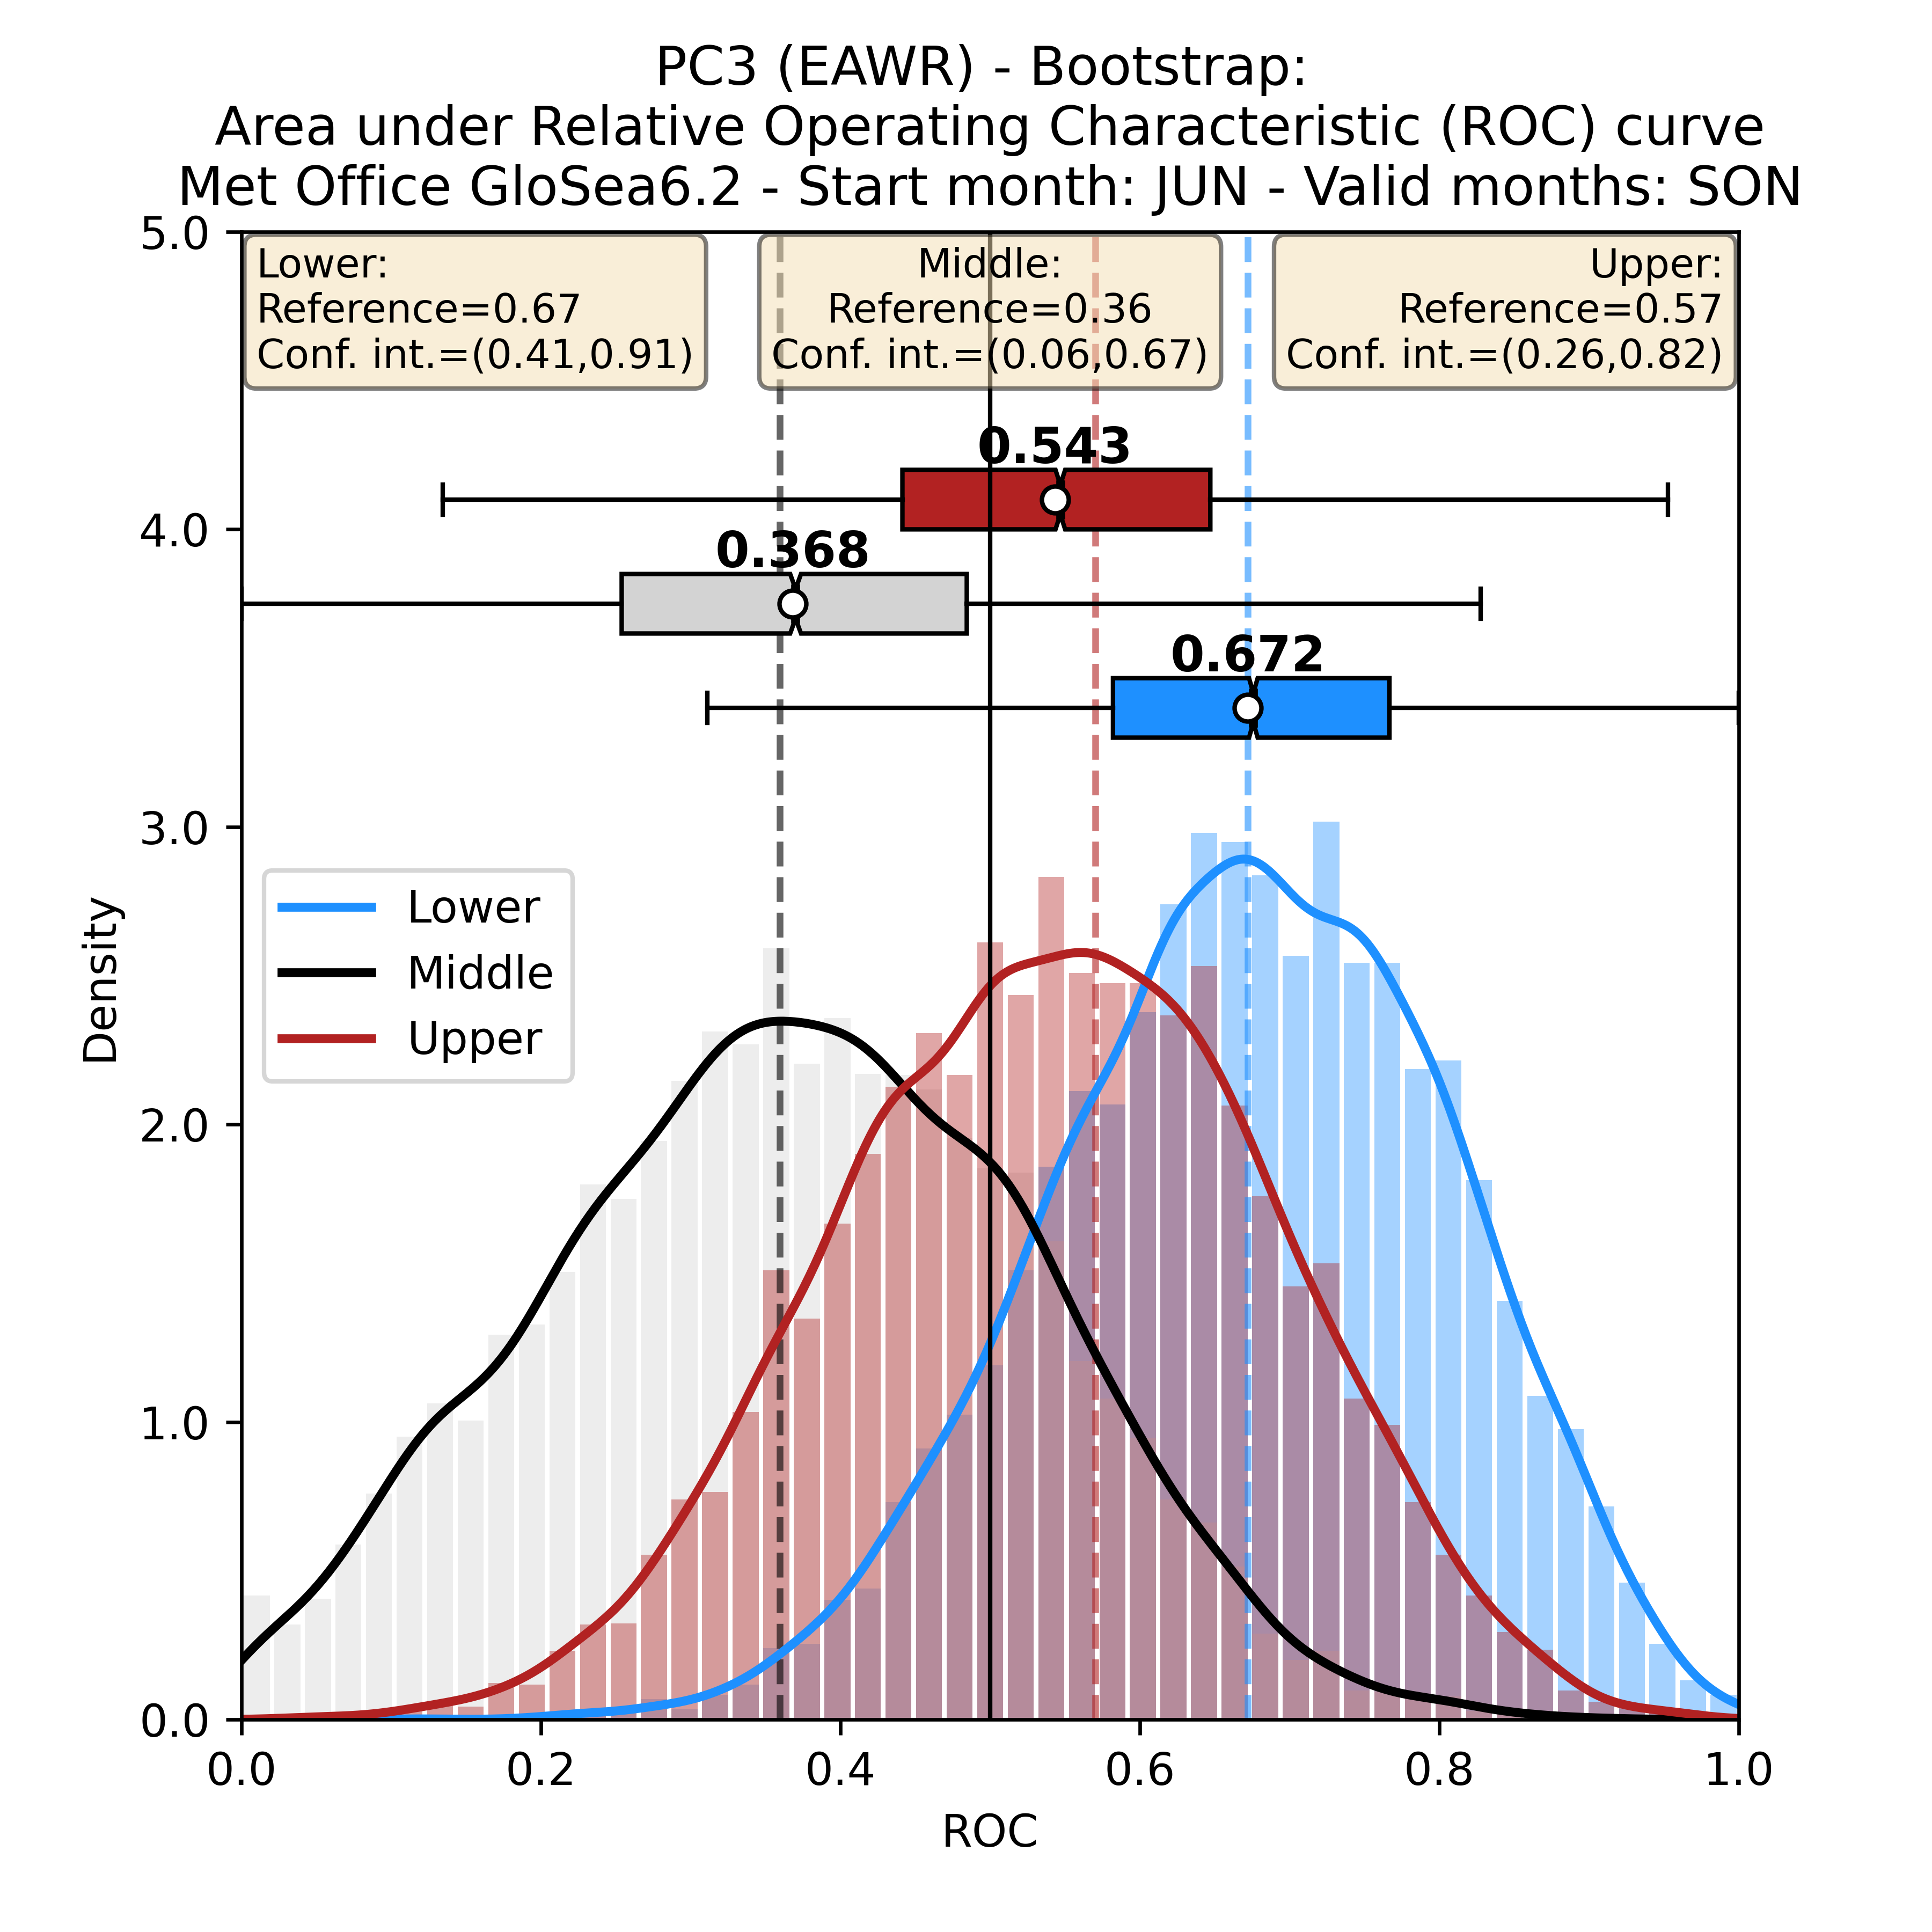 PC3 (EAWR) - Bootstrap:
Area under Relative Operating Characteristic (ROC) curve
Met Office GloSea6.2 - Start month: JUN - Valid months: SON
Lower:
Reference=0.67
Conf. int.=(0.41,0.91)
Middle:
Reference=0.36
Conf. int.=(0.06,0.67)
Upper:
Reference=0.57
Conf. int.=(0.26,0.82)
0.543
0.368
0.672
Lower
Middle
Upper
5.0
4.0
3.0
2.0
1.0
0.0
Density
0.0 0.2 0.4 0.6 0.8 1.0
ROC